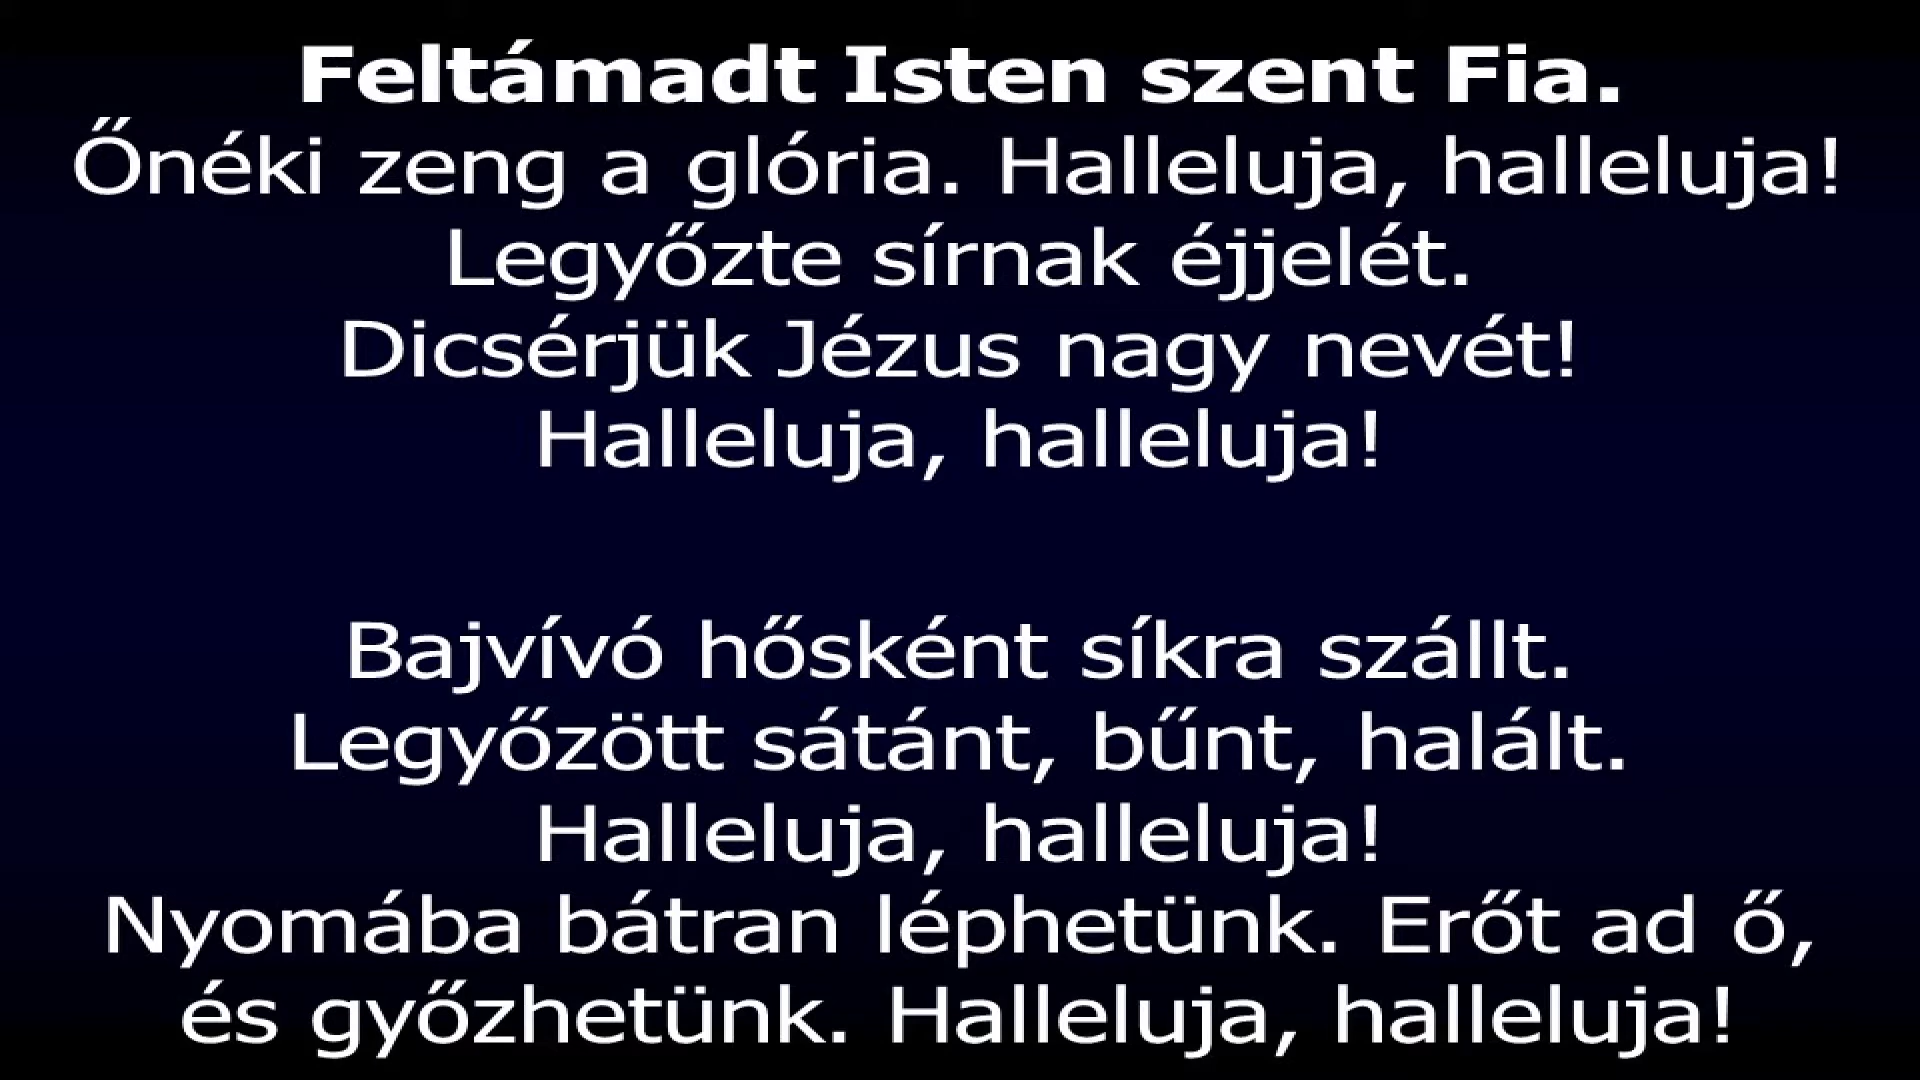 Feltámadt Isten szent Fia.
Őnéki zeng a glória. Halleluja, halleluja!
Legyőzte sírnak éjjelét.
Dicsérjük Jézus nagy nevét!
Halleluja, halleluja!
Bajvívó hősként síkra szállt.
Legyőzött sátánt, bűnt, halált.
Halleluja, halleluja!
Nyomába bátran léphetünk. Erőt ad ő,
és győzhetünk. Halleluja, halleluja!